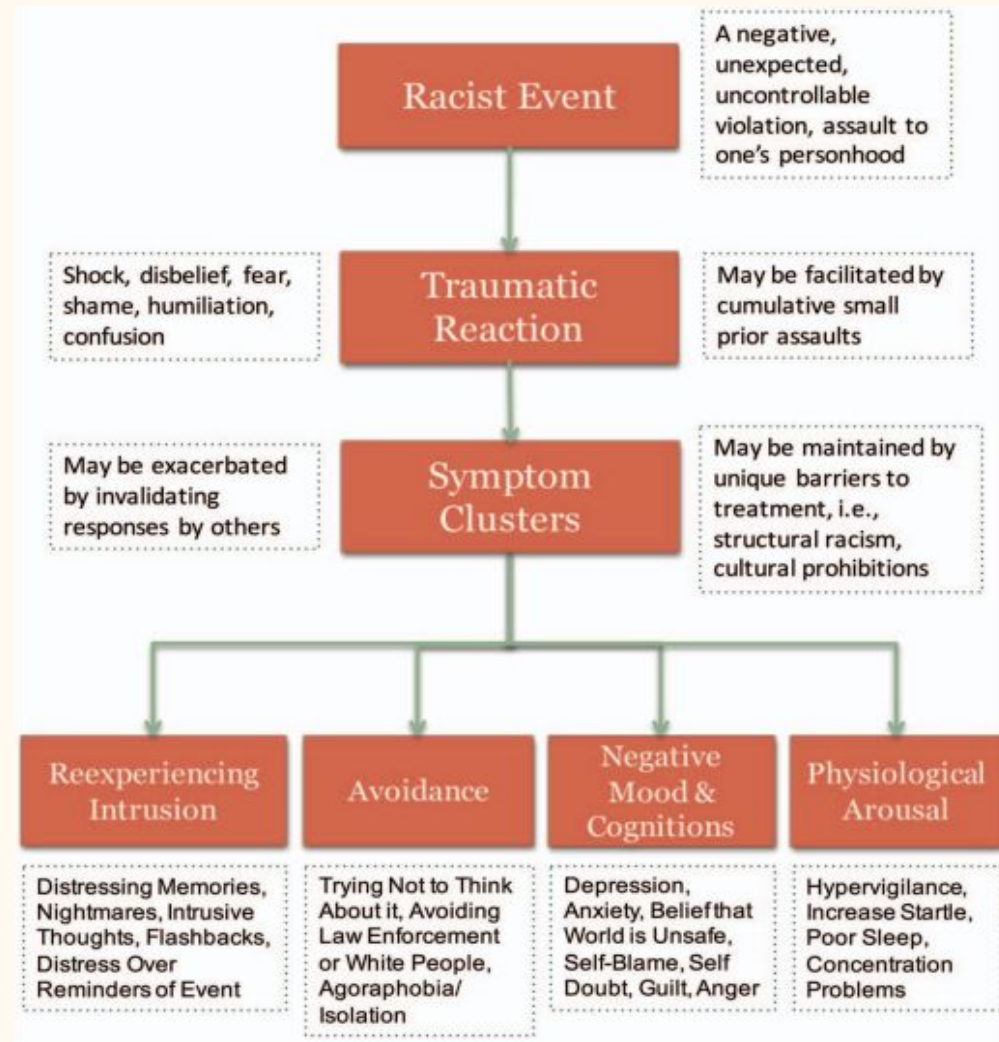 Racist Event
A negative,
unexpected,
uncontrollable
violation, assault to
one's personhood
Shock, disbelief, fear,
shame, humiliation,
confusion
Traumatic
Reaction
May be facilitated by
cumulative small
prior assaults
May be exacerbated
by invalidating
responses by others
Symptom
Clusters
May be maintained by
unique barriers to
treatment, i.e.,
structural racism,
cultural prohibitions
Reexperiencing
Intrusion
Avoidance
Negative
Mood &
Cognitions
Physiological
Arousal
Distressing Memories,
Nightmares, Intrusive
Thoughts, Flashbacks,
Distress Over
Reminders of Event
Trying Not to Think
About it, Avoiding
Law Enforcement
or White People,
Agoraphobia/
Isolation
Depression,
Anxiety, Belief that
World is Unsafe,
Self-Blame, Self
Doubt, Guilt, Anger
Hypervigilance,
Increase Startle,
Poor Sleep,
Concentration
Problems